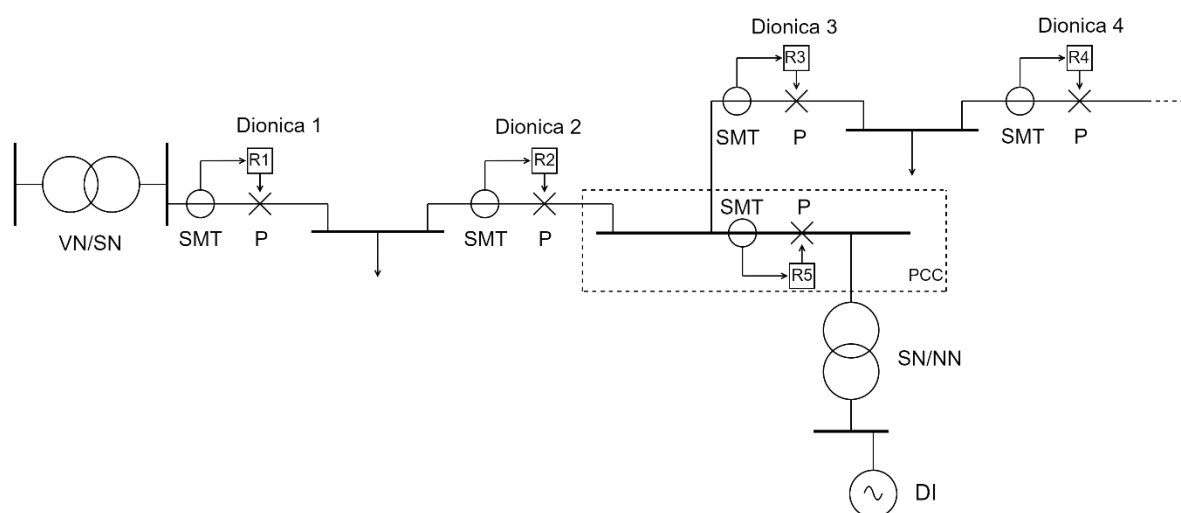 Dionica 3
Dionica 4
R3
R4
SMT
P
SMT
P
Dionica 1
Dionica 2
R1
R2
SMT
P
SMT
P
VN/SN
SMT
P
R5
PCC
SN/NN
DI